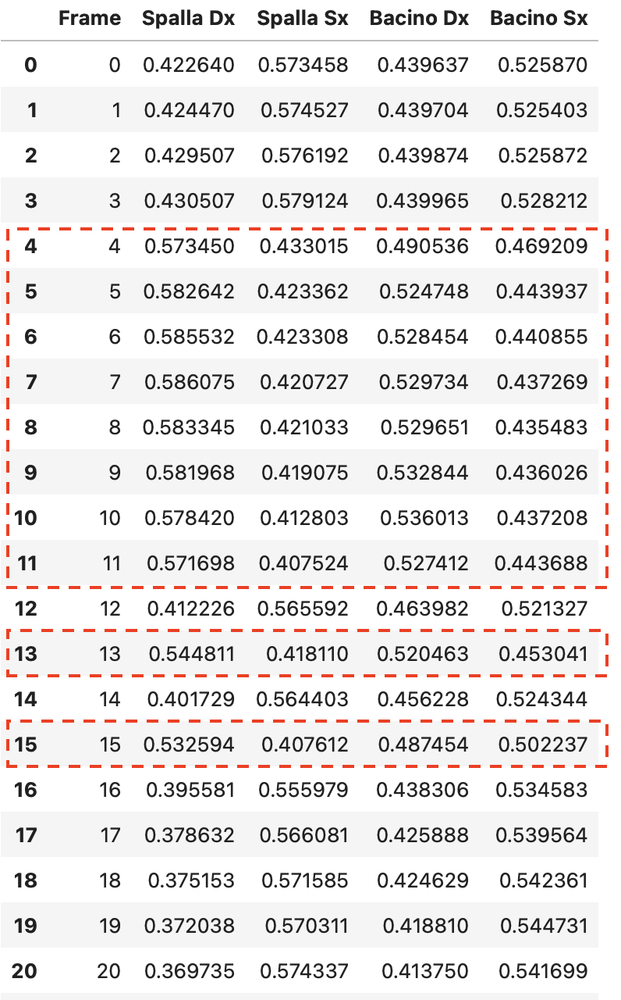 Frame Spalla Dx Spalla Sx Bacino Dx Bacino Sx
0 0 0.422640 0.573458 0.439637 0.525870
1 1 0.424470 0.574527 0.439704 0.525403
2 2 0.429507 0.576192 0.439874 0.525872
3 3 0.430507 0.579124 0.439965 0.528212
4 4 0.573450 0.433015 0.490536 0.469209
5 5 0.582642 0.423362 0.524748 0.443937
6 6 0.585532 0.423308 0.528454 0.440855
7 7 0.586075 0.420727 0.529734 0.437269
8 8 0.583345 0.421033 0.529651 0.435483
9 9 0.581968 0.419075 0.532844 0.436026
10 10 0.578420 0.412803 0.536013 0.437208
11 11 0.571698 0.407524 0.527412 0.443688
12 12 0.412226 0.565592 0.463982 0.521327
13 13 0.544811 0.418110 0.520463 0.453041
14 14 0.401729 0.564403 0.456228 0.524344
15 15 0.532594 0.407612 0.487454 0.502237
16 16 0.395581 0.555979 0.438306 0.534583
17 17 0.378632 0.566081 0.425888 0.539564
18 18 0.375153 0.571585 0.424629 0.542361
19 19 0.372038 0.570311 0.418810 0.544731
20 20 0.369735 0.574337 0.413750 0.541699